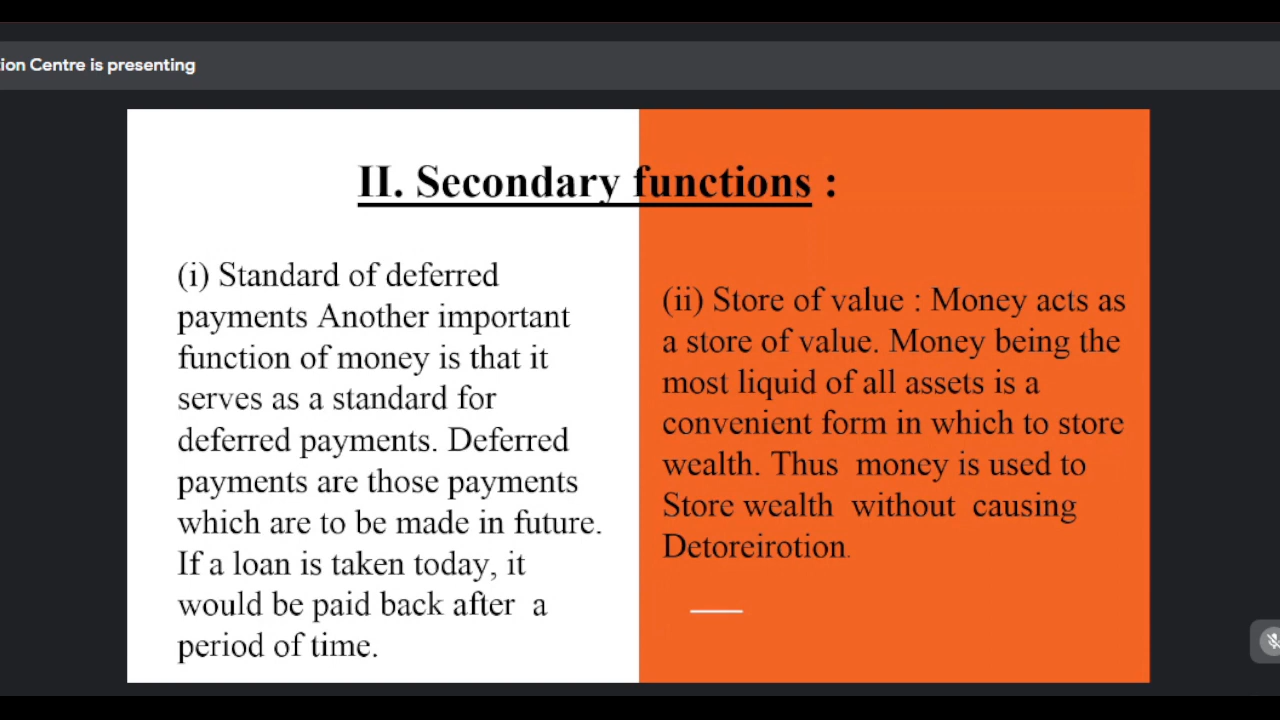 ion Centre is presenting
II. Secondary functions :
(i) Standard of deferred
payments Another important
function of money is that it
serves as a standard for
deferred payments. Deferred
payments are those payments
which are to be made in future.
If a loan is taken today, it
would be paid back after a
period of time.
(ii) Store of value : Money acts as
a store of value. Money being the
most liquid of all assets is a
convenient form in which to store
wealth. Thus money is used to
Store wealth without causing
Detoreirotion.